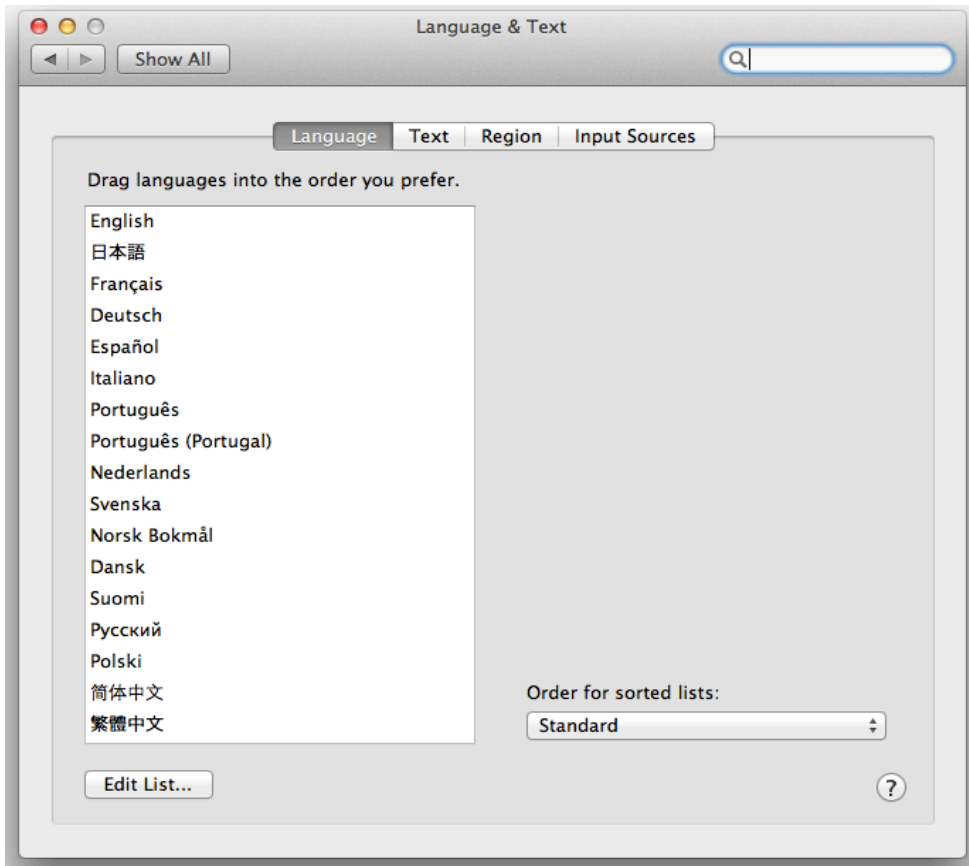 Language & Text
Show All
Language Text Region Input Sources
Drag languages into the order you prefer.
English
日本語
Français
Deutsch
Español
Italiano
Português
Português (Portugal)
Nederlands
Svenska
Norsk Bokmål
Dansk
Suomi
Русский
Polski
简体中文
繁體中文
Order for sorted lists:
Standard
Edit List...
?